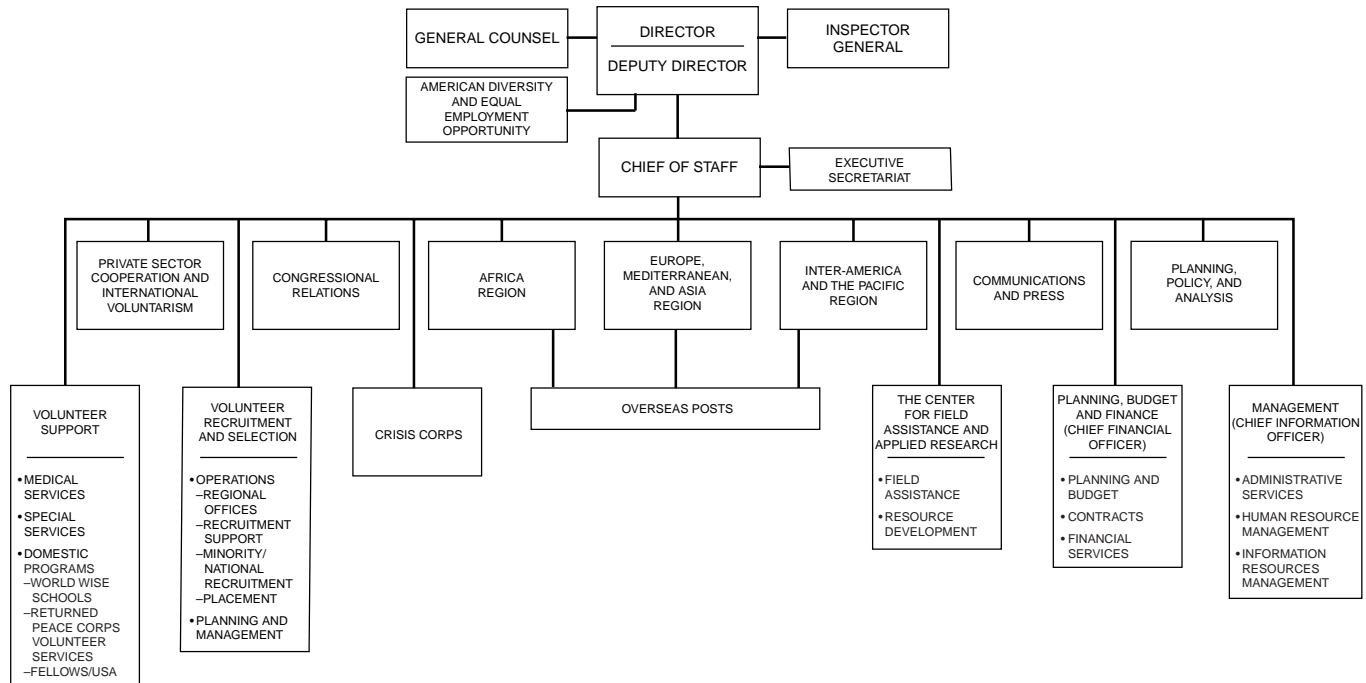 GENERAL COUNSEL
DIRECTOR
DEPUTY DIRECTOR
INSPECTOR
GENERAL
AMERICAN DIVERSITY
AND EQUAL
EMPLOYMENT
OPPORTUNITY
CHIEF OF STAFF
EXECUTIVE
SECRETARIAT
PRIVATE SECTOR
COOPERATION AND
INTERNATIONAL
VOLUNTARISM
CONGRESSIONAL
RELATIONS
AFRICA
REGION
EUROPE,
MEDITERRANEAN,
AND ASIA
REGION
INTER-AMERICA
AND THE PACIFIC
REGION
COMMUNICATIONS
AND PRESS
PLANNING,
POLICY, AND
ANALYSIS
VOLUNTEER
SUPPORT
•MEDICAL
SERVICES
•SPECIAL
SERVICES
•DOMESTIC
PROGRAMS
–WORLD WISE
SCHOOLS
–RETURNED
PEACE CORPS
VOLUNTEER
SERVICES
–FELLOWS/USA
VOLUNTEER
RECRUITMENT
AND SELECTION
•OPERATIONS
–REGIONAL
OFFICES
–RECRUITMENT
SUPPORT
–MINORITY/
NATIONAL
RECRUITMENT
–PLACEMENT
•PLANNING AND
MANAGEMENT
CRISIS CORPS
OVERSEAS POSTS
THE CENTER
FOR FIELD
ASSISTANCE AND
APPLIED RESEARCH
•FIELD
ASSISTANCE
•RESOURCE
DEVELOPMENT
PLANNING, BUDGET
AND FINANCE
(CHIEF FINANCIAL
OFFICER)
•PLANNING AND
BUDGET
•CONTRACTS
•FINANCIAL
SERVICES
MANAGEMENT
(CHIEF INFORMATION
OFFICER)
•ADMINISTRATIVE
SERVICES
•HUMAN RESOURCE
MANAGEMENT
•INFORMATION
RESOURCES
MANAGEMENT